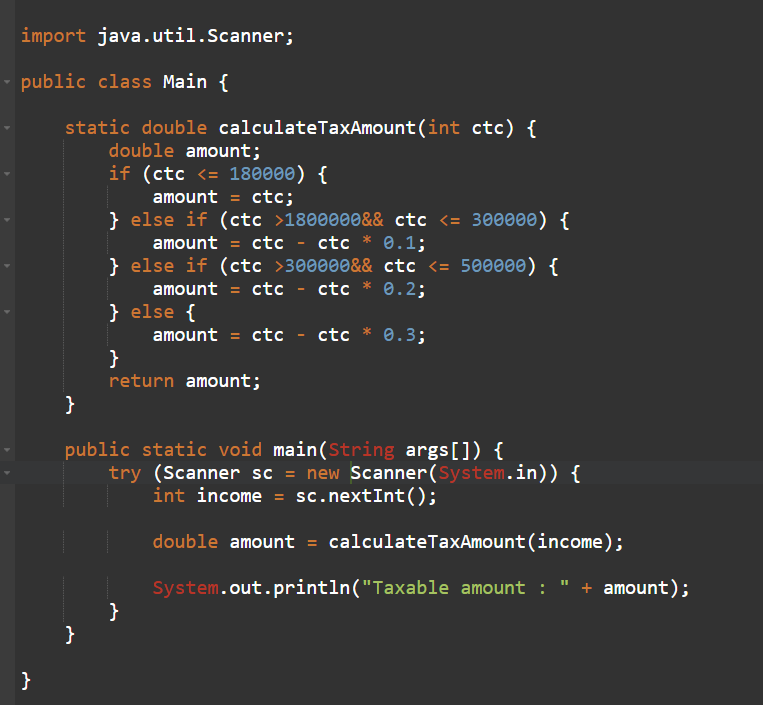 import java.util.Scanner;
public class Main {
static double calculateTaxAmount(int ctc) {
double amount;
if (ctc <= 180000) {
amount = ctc;
} else if (ctc >1800000&& ctc <= 300000) {
amount = ctc - ctc * 0.1;
} else if (ctc >300000&& ctc <= 500000) {
amount = ctc - ctc * 0.2;
} else {
amount = ctc - ctc * 0.3;
}
return amount;
}
public static void main(String args[]) {
try (Scanner sc = new Scanner(System.in)) {
int income = sc.nextInt();
double amount = calculateTaxAmount(income);
System.out.println("Taxable amount : " + amount);
}
}
}